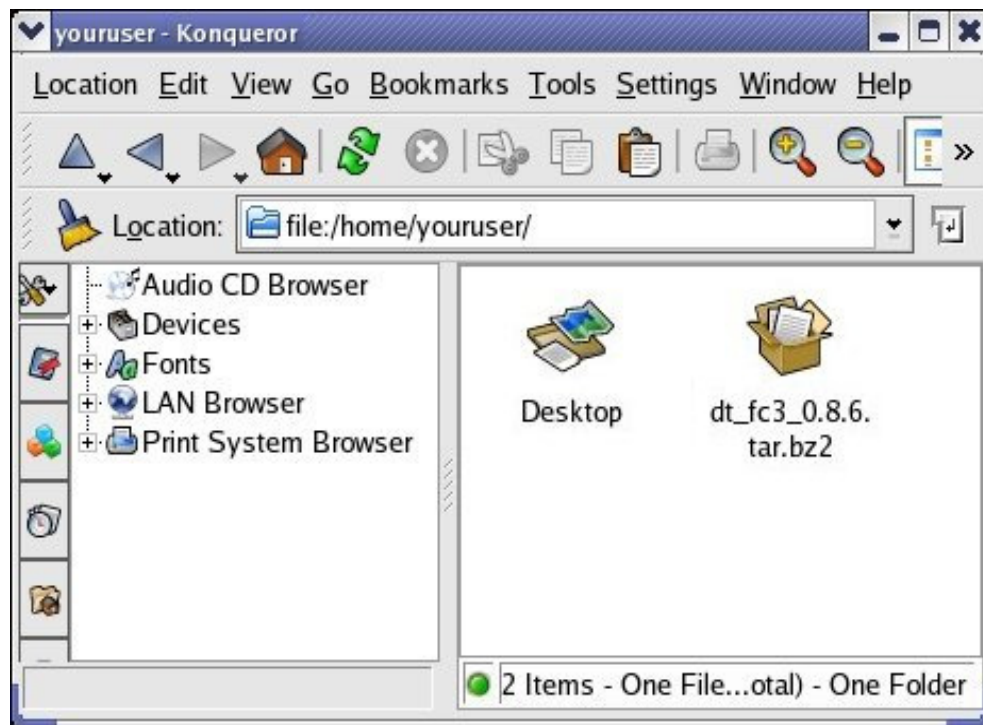 youruser - Konqueror
Location Edit View Go Bookmarks Tools Settings Window Help
»
Location: file:/home/youruser/
Audio CD Browser
Devices
Fonts
LAN Browser
Print System Browser
Desktop
dt_fc3_0.8.6.
tar.bz2
2 Items - One File...otal) - One Folder